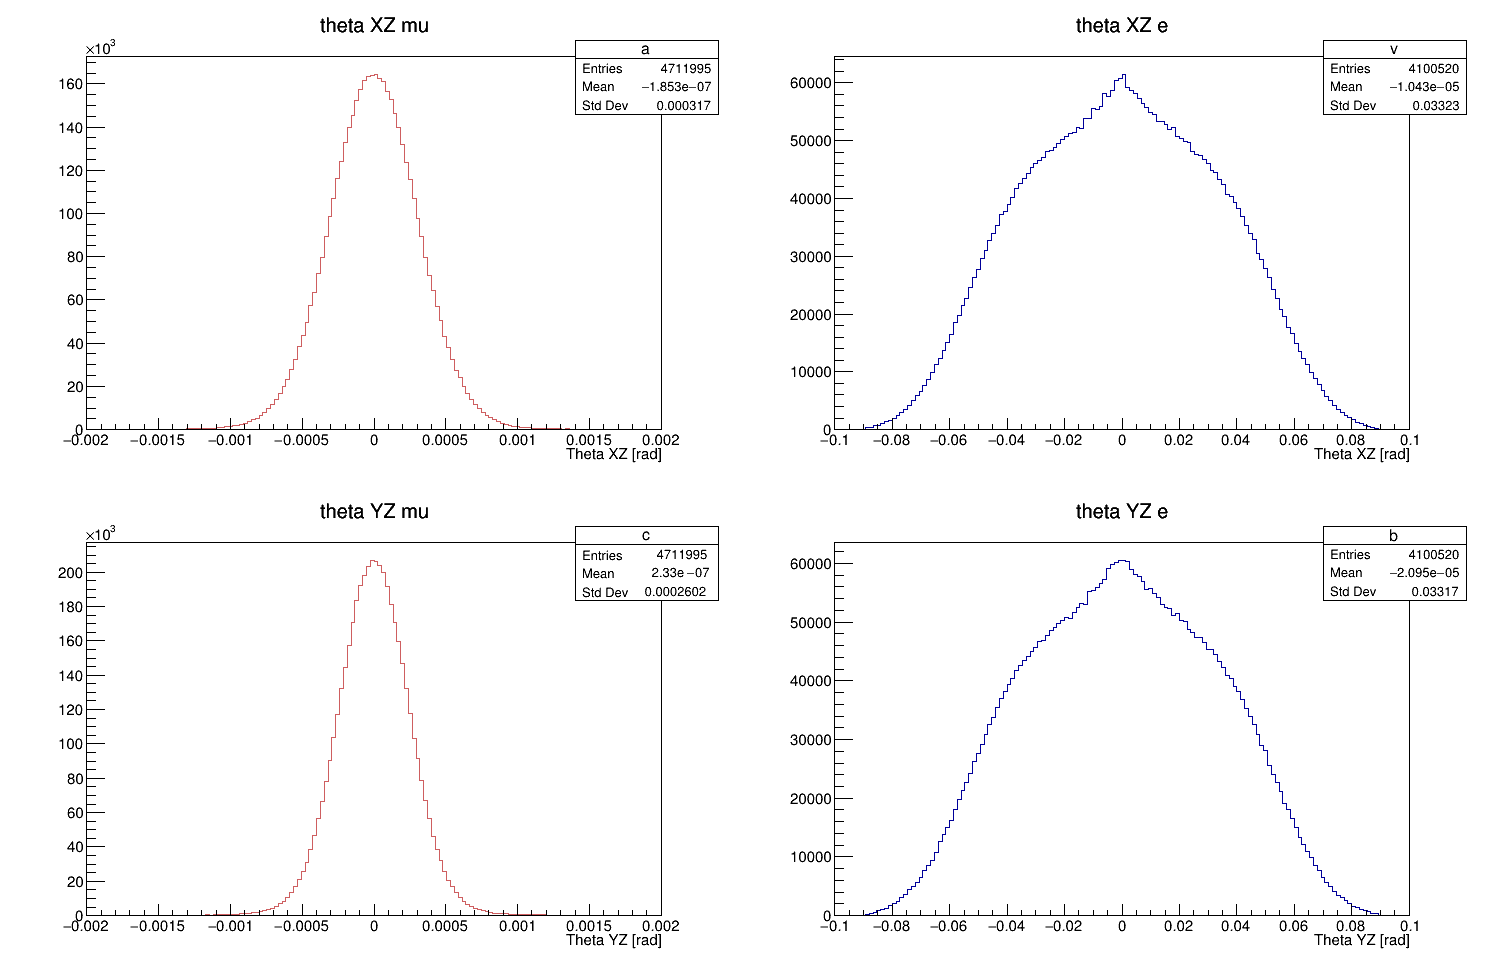 theta XZ mu
×10³
a
Entries 4711995
Mean −1.853e−07
Std Dev 0.000317
160
140
120
100
80
60
40
20
0
−0.002 −0.0015 −0.001 −0.0005 0 0.0005 0.001 0.0015 0.002
Theta XZ [rad]
theta XZ e
v
Entries 4100520
Mean −1.043e−05
Std Dev 0.03323
60000
50000
40000
30000
20000
10000
0
−0.1 −0.08 −0.06 −0.04 −0.02 0 0.02 0.04 0.06 0.08 0.1
Theta XZ [rad]
theta YZ mu
×10³
c
Entries 4711995
Mean 2.33e−07
Std Dev 0.0002602
200
180
160
140
120
100
80
60
40
20
0
−0.002 −0.0015 −0.001 −0.0005 0 0.0005 0.001 0.0015 0.002
Theta YZ [rad]
theta YZ e
b
Entries 4100520
Mean −2.095e−05
Std Dev 0.03317
60000
50000
40000
30000
20000
10000
0
−0.1 −0.08 −0.06 −0.04 −0.02 0 0.02 0.04 0.06 0.08 0.1
Theta YZ [rad]